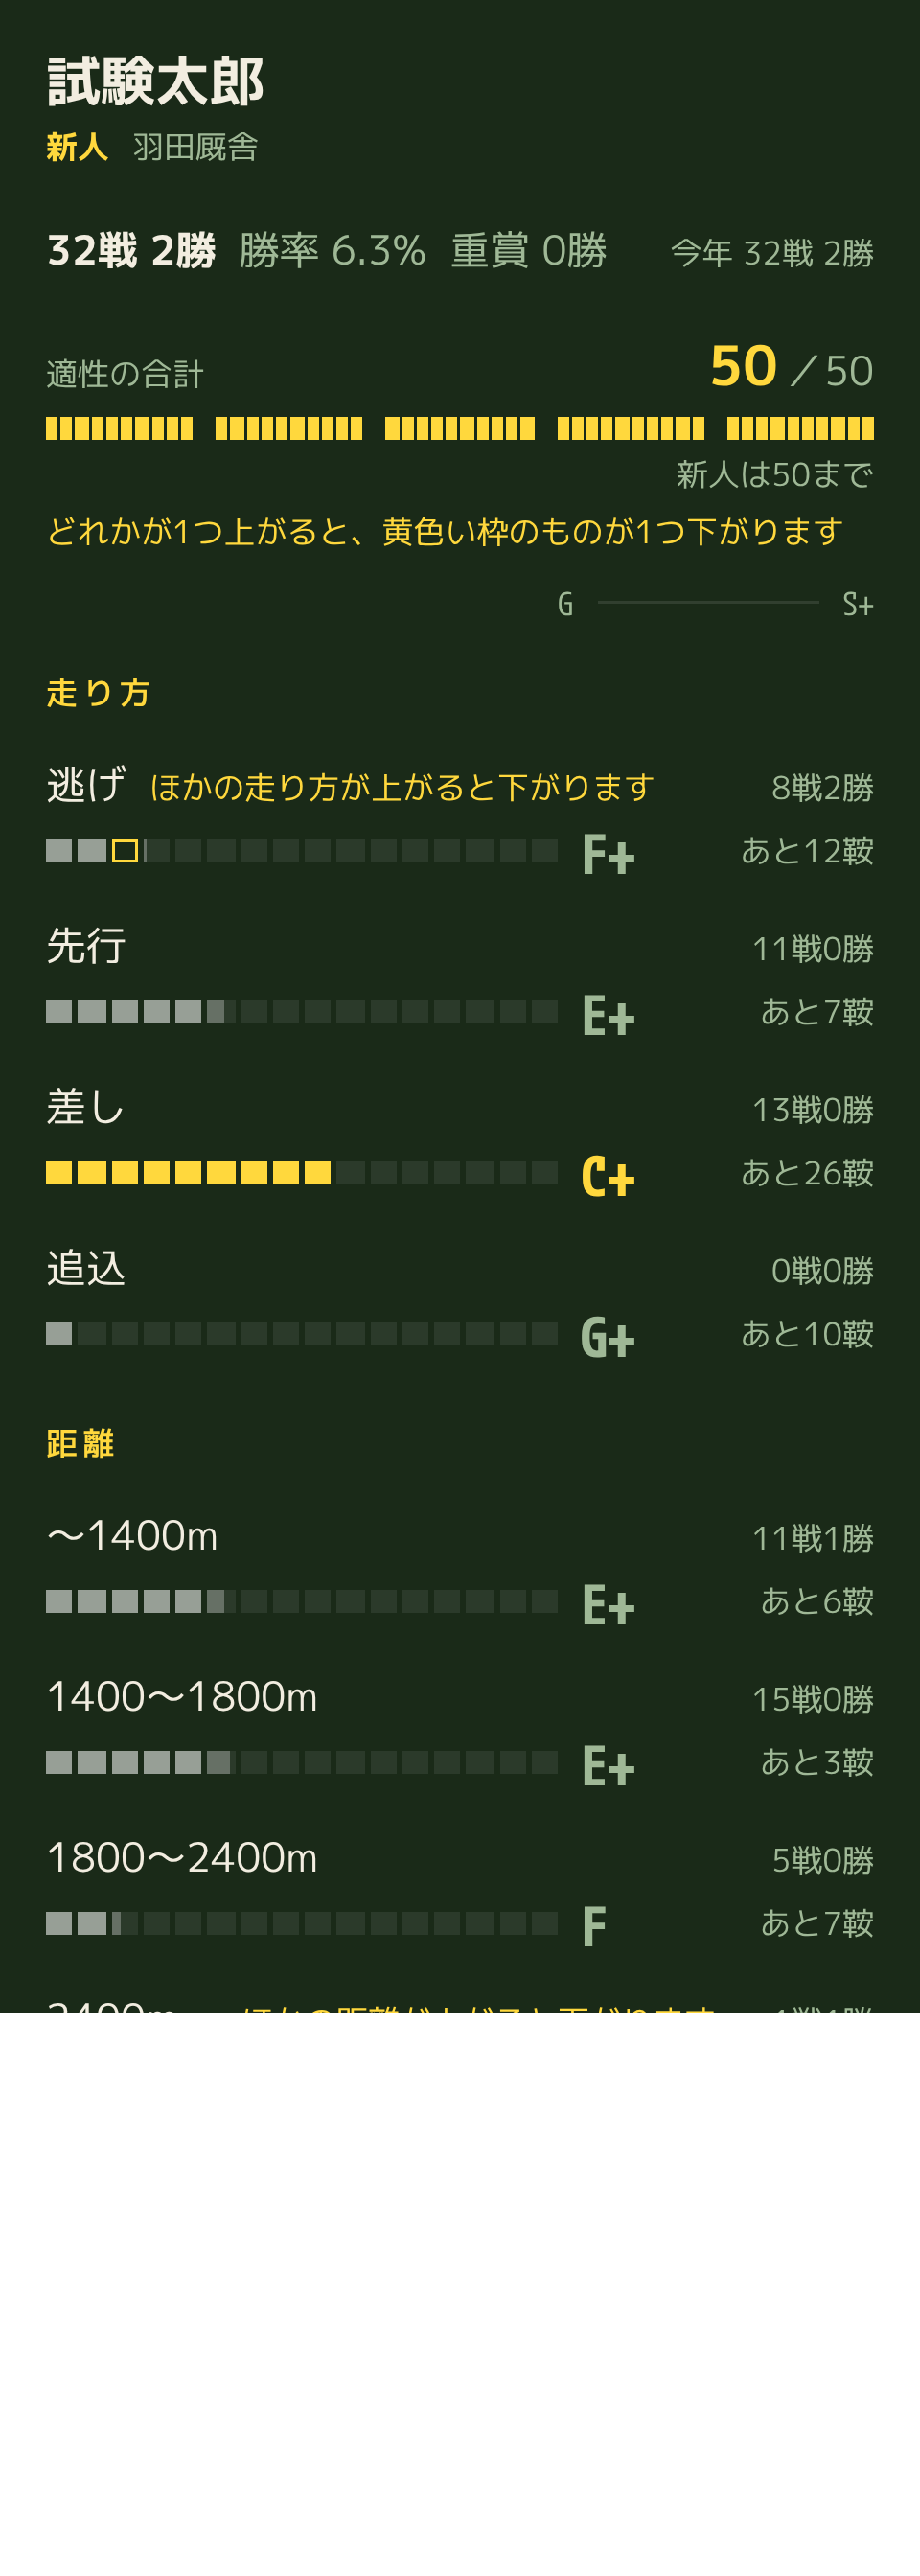 試験太郎
新人 羽田厩舎
32戦 2勝 勝率 6.3% 重賞 0勝 今年 32戦 2勝
適性の合計 50 ／50
新人は50まで
どれかが1つ上がると、黄色い枠のものが1つ下がります
G S+
走り方
逃げ ほかの走り方が上がると下がります 8戦2勝
F+ あと12鞍
先行 11戦0勝
E+ あと7鞍
差し 13戦0勝
C+ あと26鞍
追込 0戦0勝
G+ あと10鞍
距離
〜1400m 11戦1勝
E+ あと6鞍
1400〜1800m 15戦0勝
E+ あと3鞍
1800〜2400m 5戦0勝
F あと7鞍